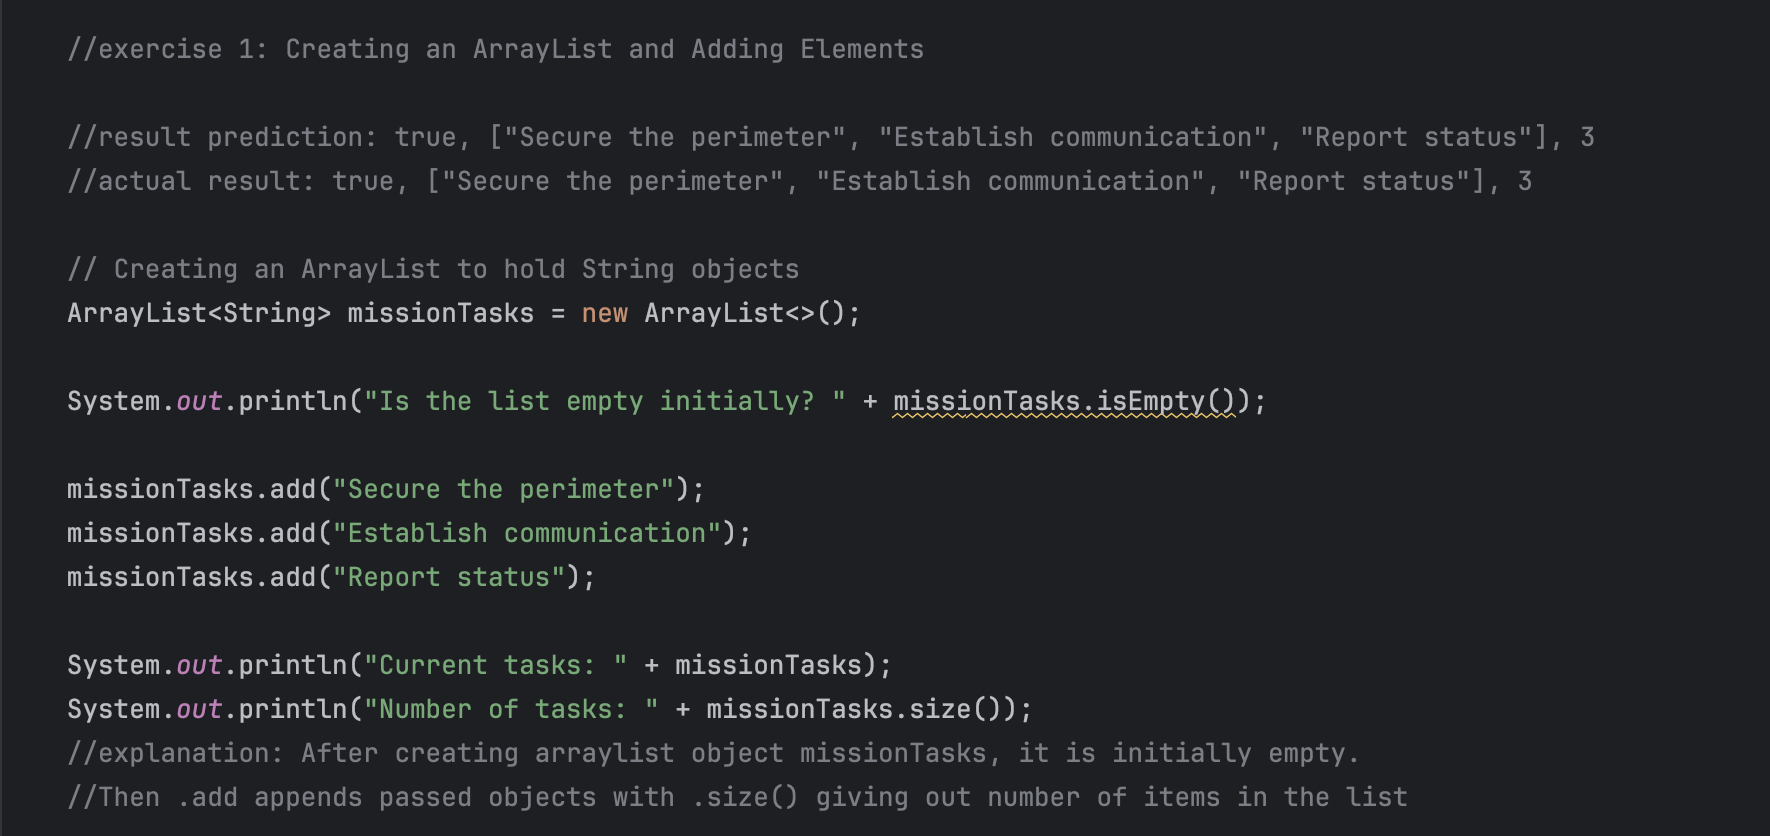 //exercise 1: Creating an ArrayList and Adding Elements
//result prediction: true, ["Secure the perimeter", "Establish communication", "Report status"], 3
//actual result: true, ["Secure the perimeter", "Establish communication", "Report status"], 3
// Creating an ArrayList to hold String objects
ArrayList<String> missionTasks = new ArrayList<>();
System.out.println("Is the list empty initially? " + missionTasks.isEmpty());
missionTasks.add("Secure the perimeter");
missionTasks.add("Establish communication");
missionTasks.add("Report status");
System.out.println("Current tasks: " + missionTasks);
System.out.println("Number of tasks: " + missionTasks.size());
//explanation: After creating arraylist object missionTasks, it is initially empty.
//Then .add appends passed objects with .size() giving out number of items in the list